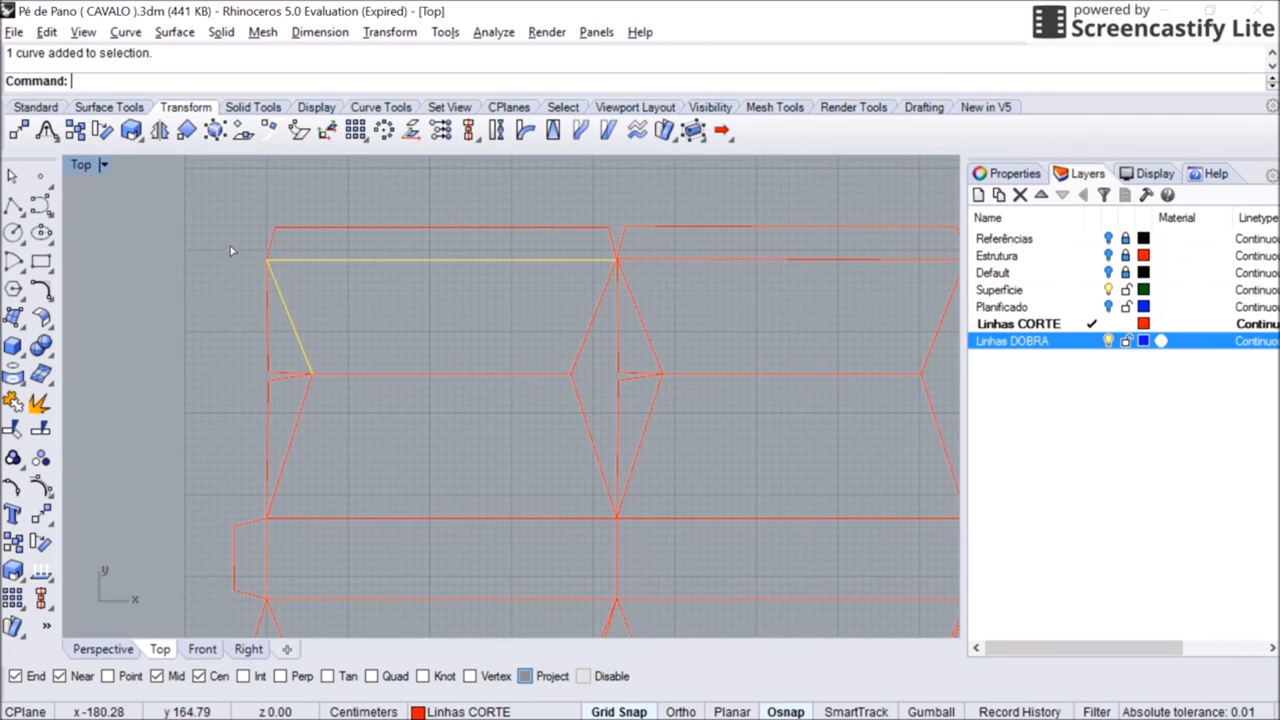 Pé de Pano ( CAVALO ).3dm (441 KB) - Rhinoceros 5.0 Evaluation (Expired) - [Top]
powered by
Screencastify Lite
File Edit View Curve Surface Solid Mesh Dimension Transform Tools Analyze Render Panels Help
1 curve added to selection.
Command:
Standard Surface Tools Transform Solid Tools Display Curve Tools Set View CPlanes Select Viewport Layout Visibility Mesh Tools Render Tools Drafting New in V5
Top
Properties Layers Display Help
Name Material Linetype
Referências Continuo
Estrutura Continuo
Default Continuo
Superfície Continuo
Planificado Continuo
Linhas CORTE Continu
Linhas DOBRA Continuo
y
x
Perspective Top Front Right
End Near Point Mid Cen Int Perp Tan Quad Knot Vertex Project Disable
CPlane x -180.28 y 164.79 z 0.00 Centimeters Linhas CORTE Grid Snap Ortho Planar Osnap SmartTrack Gumball Record History Filter Absolute tolerance: 0.01